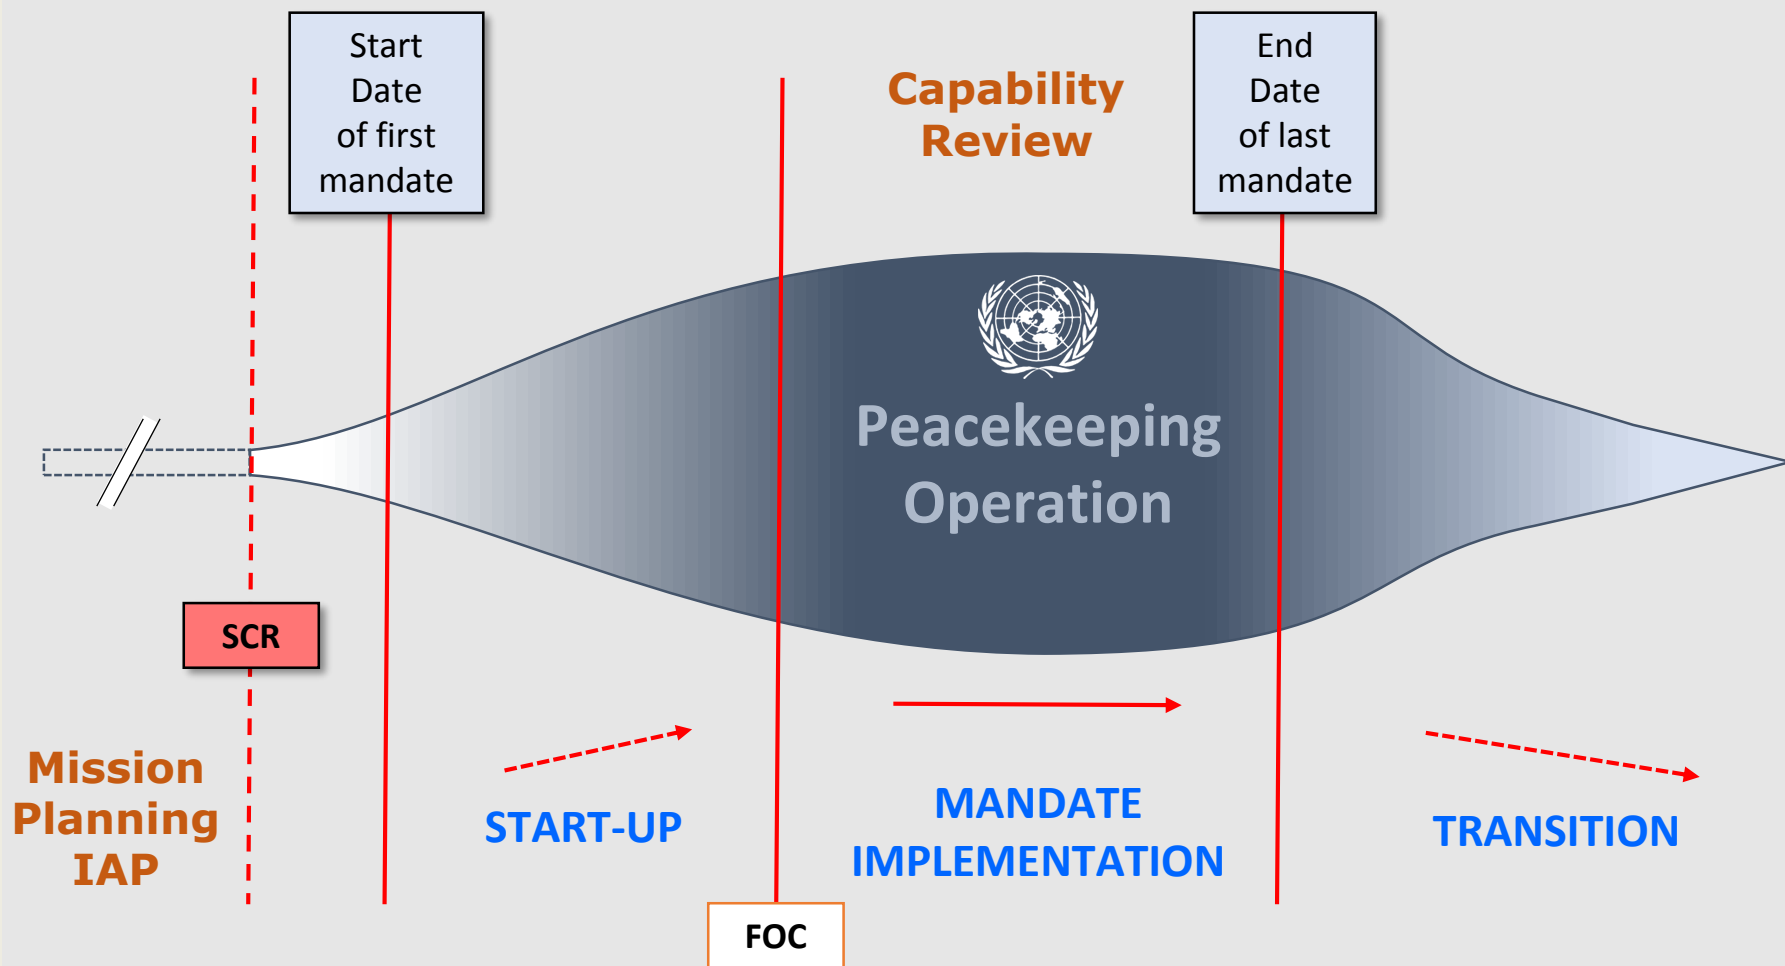 Start
Date
of first
mandate
Capability
Review
End
Date
of last
mandate
Peacekeeping
Operation
SCR
Mission
Planning
IAP
START-UP
MANDATE
IMPLEMENTATION
TRANSITION
FOC